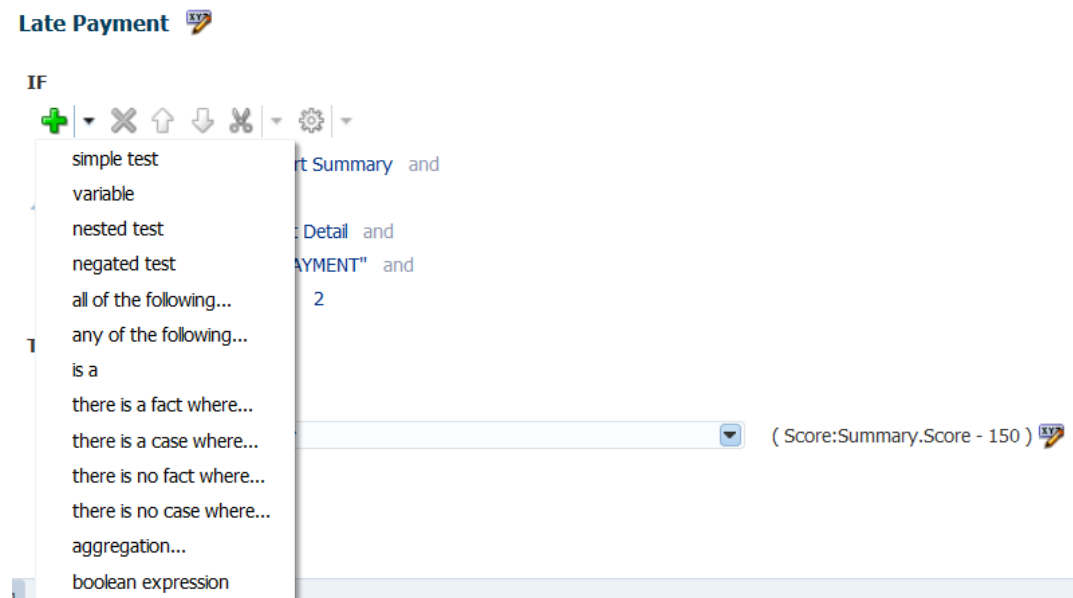 Late Payment
IF
simple test
rt Summary and
variable
nested test
Detail and
negated test
AYMENT" and
all of the following...
2
any of the following...
T
is a
there is a fact where...
there is a case where...
( Score:Summary.Score - 150 )
there is no fact where...
there is no case where...
aggregation...
boolean expression